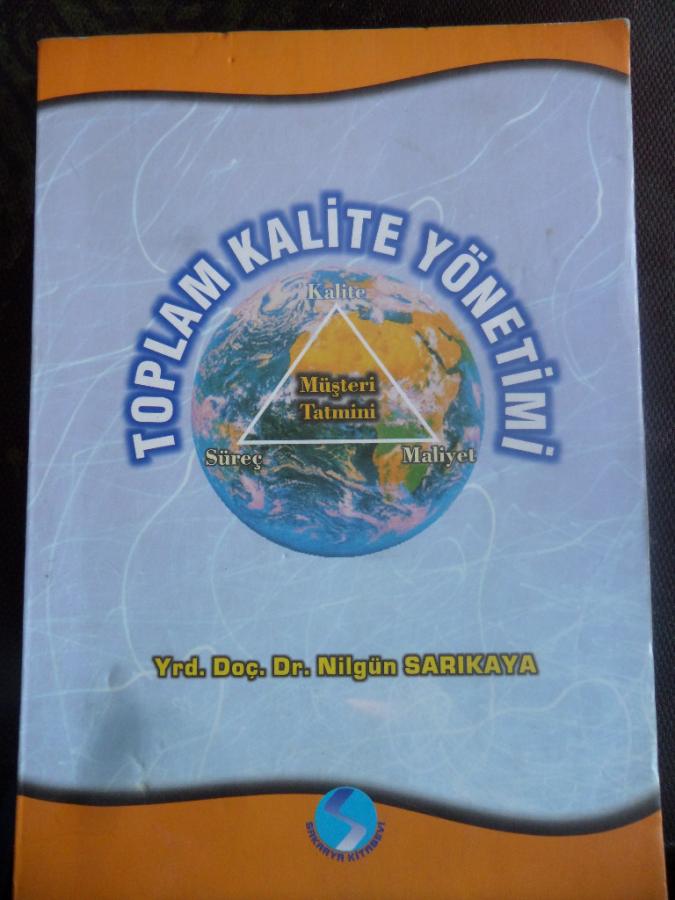 TOPLAM KALİTE YÖNETİMİ
Kalite
Müşteri
Tatmini
Süreç
Maliyet
Yrd. Doç. Dr. Nilgün SARIKAYA
SAKARYA KİTABEVİ